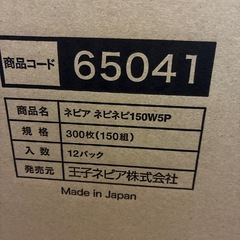 商品コード 65041
商品名 ネピア ネピネピ150W5P
規格 300枚(150組)
入数 12パック
発売元 王子ネピア株式会社
Made in Japan